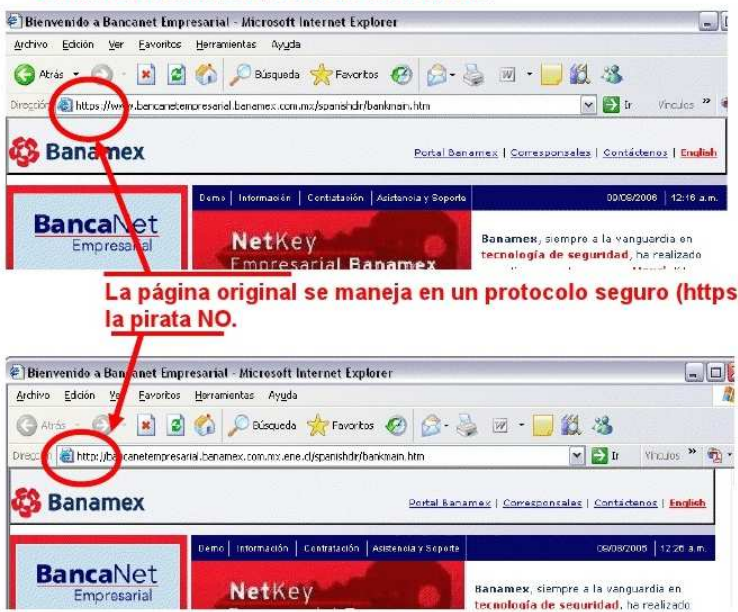 Bienvenido a Bancanet Empresarial - Microsoft Internet Explorer
Archivo Edición Ver Favoritos Herramientas Ayuda
Atrás Búsqueda Favoritos
Dirección https://www.bancanetempresarial.banamex.com.mx/spanishdir/bankmain.htm Ir Vínculos »
Banamex Portal Banamex | Corresponsales | Contáctenos | English
Demo | Información | Contratación | Asistencia y Soporte 09/08/2006 | 12:16 a.m.
BancaNet
Empresarial
NetKey
Empresarial Banamex
Banamex, siempre a la vanguardia en
tecnología de seguridad, ha realizado
La página original se maneja en un protocolo seguro (https
la pirata NO.
Bienvenido a Bancanet Empresarial - Microsoft Internet Explorer
Archivo Edición Ver Favoritos Herramientas Ayuda
Atrás Búsqueda Favoritos
http://bancanetempresarial.banamex.com.mx.ene.cl/spanishdir/bankmain.htm Ir Vínculos »
Banamex Portal Banamex | Corresponsales | Contáctenos | English
Demo | Información | Contratación | Asistencia y Soporte 09/08/2006 | 12:26 a.m.
BancaNet
Empresarial
NetKey
Banamex, siempre a la vanguardia en
tecnología de seguridad, ha realizado